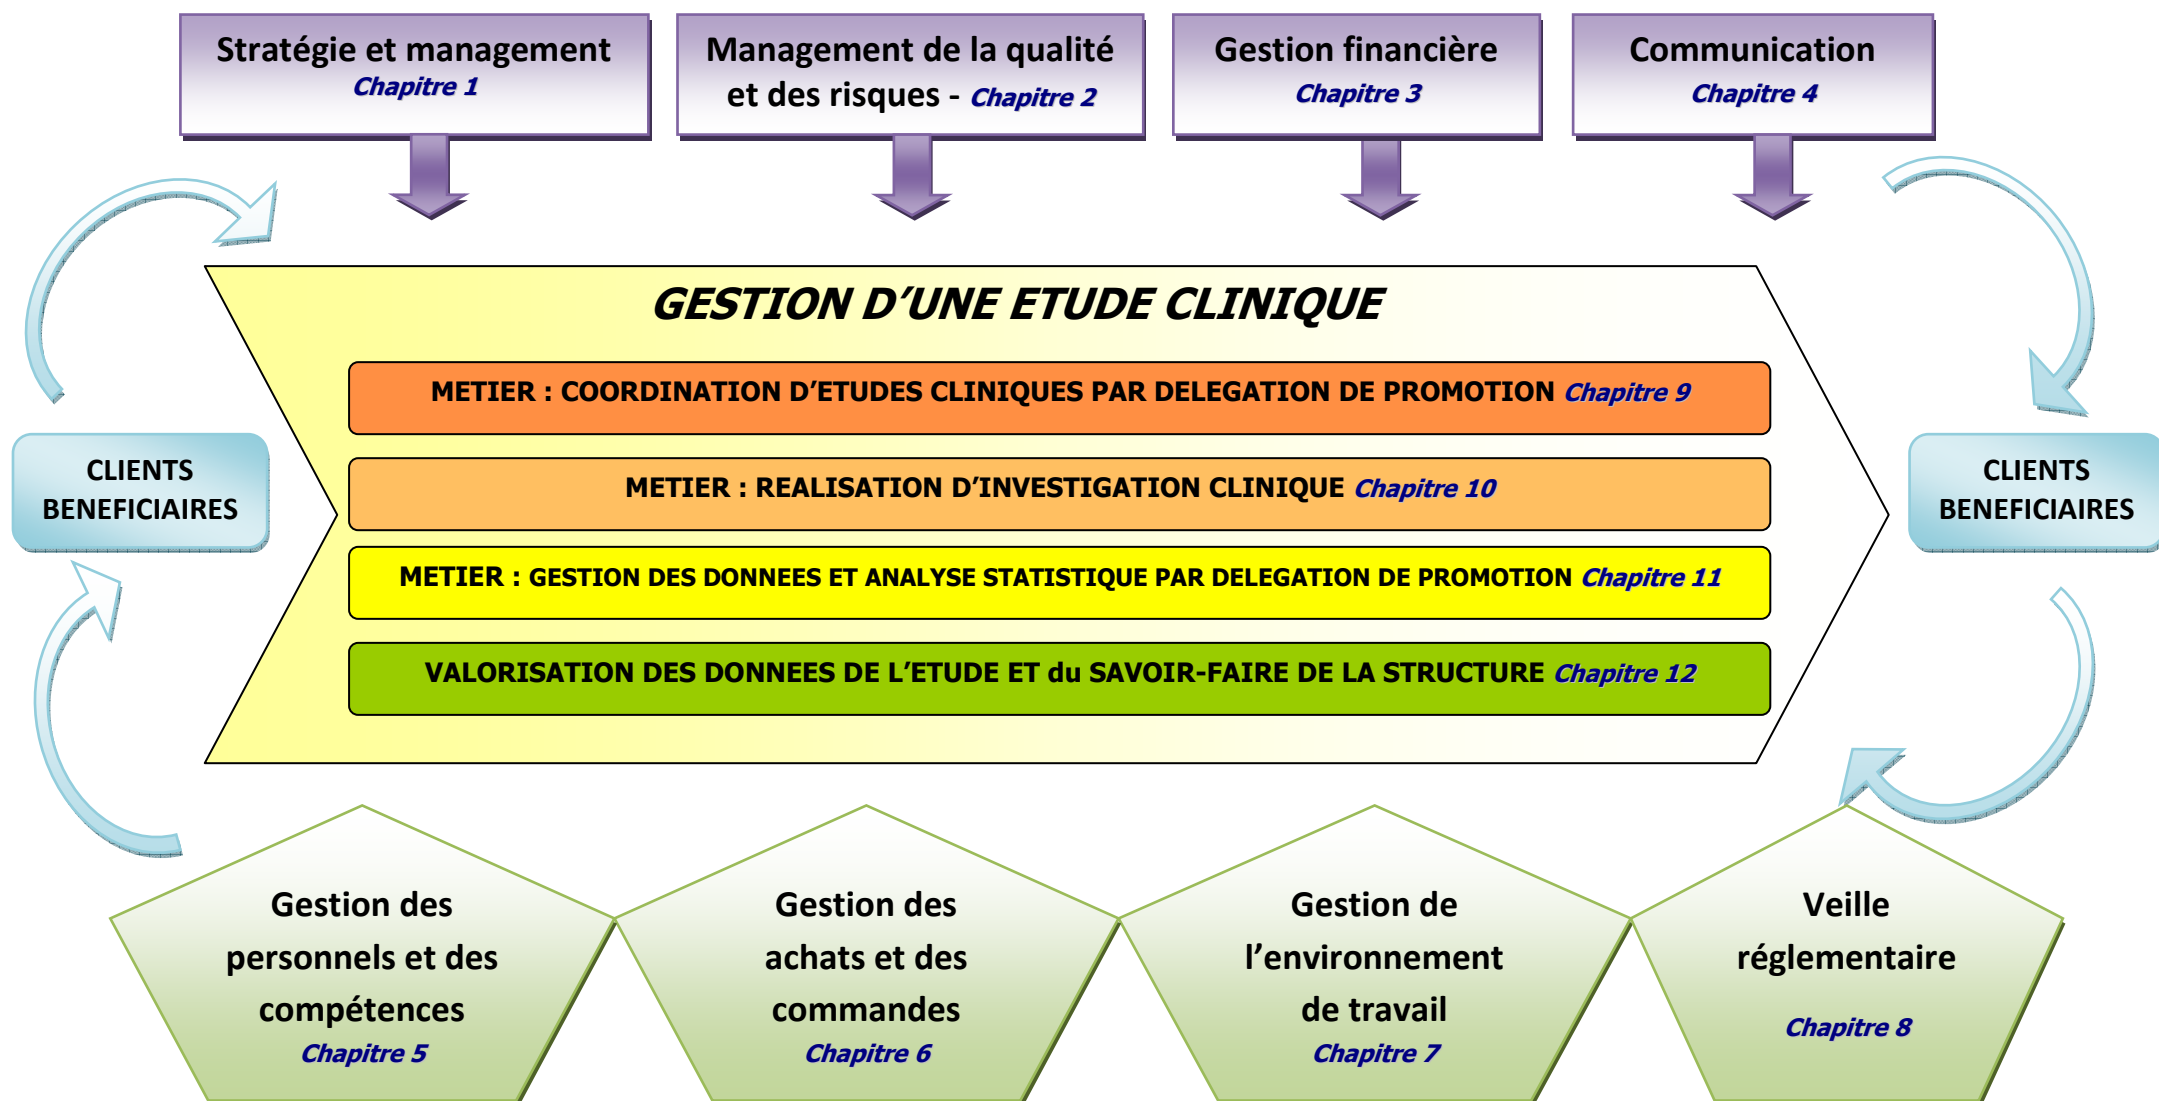 Stratégie et management
Chapitre 1
Management de la qualité
et des risques - Chapitre 2
Gestion financière
Chapitre 3
Communication
Chapitre 4
GESTION D’UNE ETUDE CLINIQUE
METIER : COORDINATION D’ETUDES CLINIQUES PAR DELEGATION DE PROMOTION Chapitre 9
METIER : REALISATION D’INVESTIGATION CLINIQUE Chapitre 10
METIER : GESTION DES DONNEES ET ANALYSE STATISTIQUE PAR DELEGATION DE PROMOTION Chapitre 11
VALORISATION DES DONNEES DE L’ETUDE ET du SAVOIR-FAIRE DE LA STRUCTURE Chapitre 12
CLIENTS
BENEFICIAIRES
CLIENTS
BENEFICIAIRES
Gestion des
personnels et des
compétences
Chapitre 5
Gestion des
achats et des
commandes
Chapitre 6
Gestion de
l’environnement
de travail
Chapitre 7
Veille
réglementaire
Chapitre 8